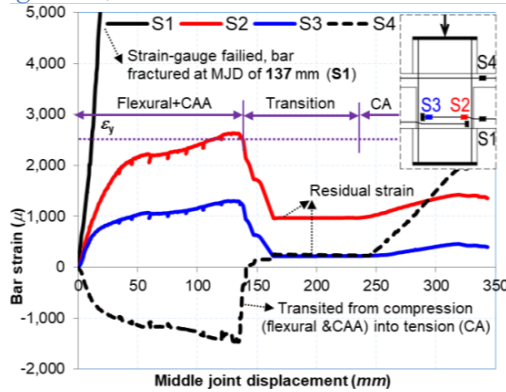 5,000
S1
S2
S3
S4
4,000
3,000
2,000
1,000
0
-1,000
-2,000
Bar strain (μ)
Strain-gauge failied, bar
fractured at MJD of 137 mm (S1)
Flexural+CAA
Transition
CA
εy
Residual strain
Transited from compression
(flexural &CAA) into tension (CA)
S4
S3
S2
S1
0
50
100
150
200
250
300
350
Middle joint displacement (mm)